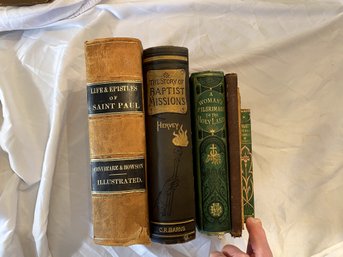 LIFE & EPISTLES
OF
SAINT PAUL
CONYBEARE & HOWSON
ILLUSTRATED.
THE STORY OF
BAPTIST
MISSIONS
HERVEY
C.R. BARNS
WOMAN'S
PILGRIMAGE
TO THE
HOLY LAND